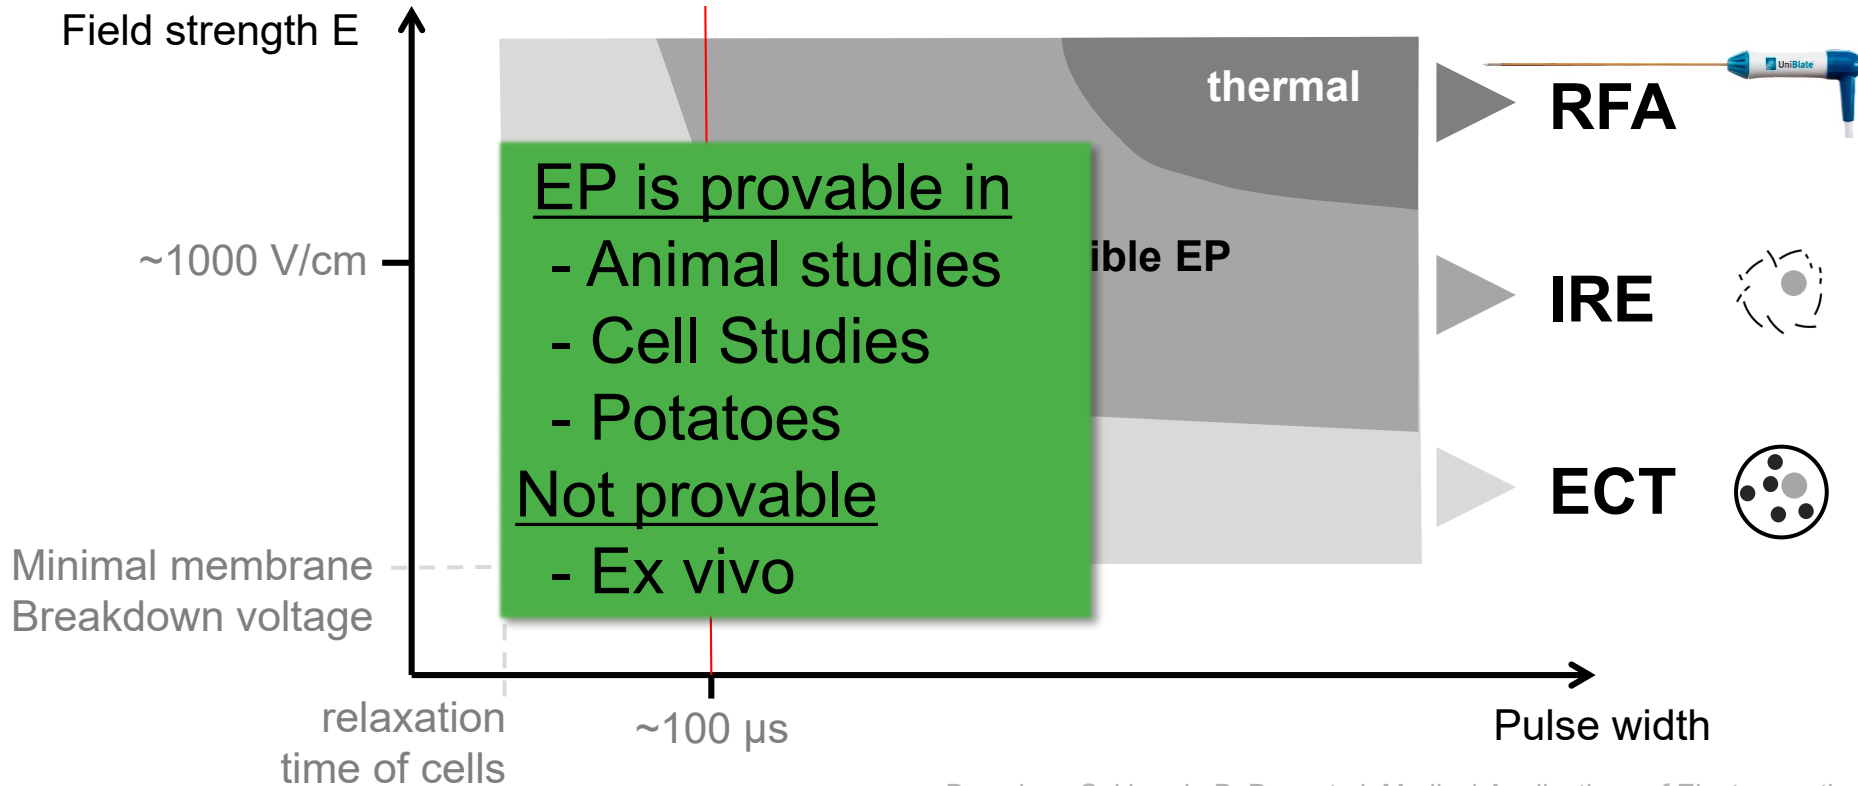 Field strength E
thermal
UniBlate
RFA
EP is provable in
- Animal studies
~1000 V/cm
ible EP
- Cell Studies
IRE
- Potatoes
Not provable
ECT
- Ex vivo
Minimal membrane
Breakdown voltage
relaxation
time of cells
~100 µs
Pulse width